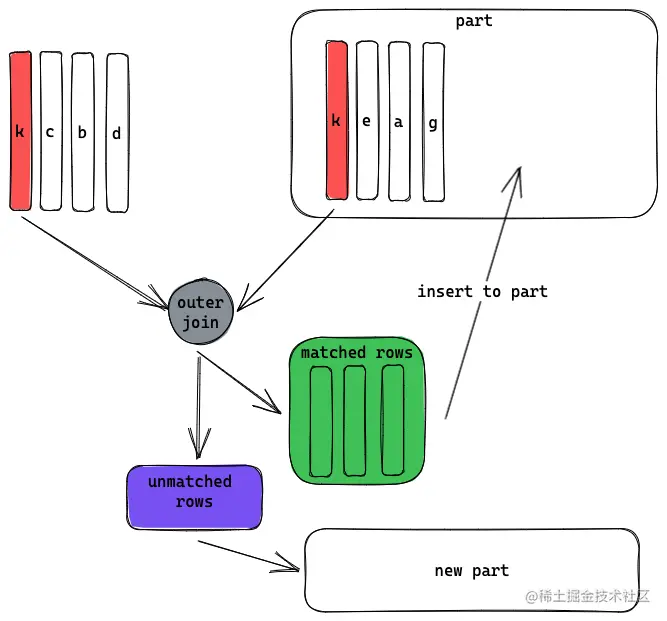 part
k c b d
k e a g
outer
join
insert to part
matched rows
unmatched
rows
new part
@稀土掘金技术社区